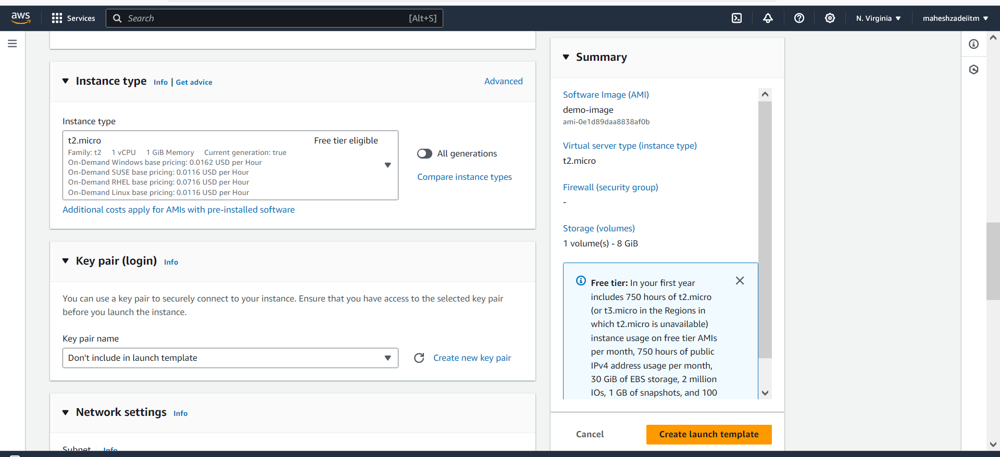 aws
Services
Search [Alt+S]
N. Virginia
maheshzadeiitm
Instance type Info | Get advice
Advanced
Instance type
t2.micro Free tier eligible
Family: t2 1 vCPU 1 GiB Memory Current generation: true
On-Demand Windows base pricing: 0.0162 USD per Hour
On-Demand SUSE base pricing: 0.0116 USD per Hour
On-Demand RHEL base pricing: 0.0716 USD per Hour
On-Demand Linux base pricing: 0.0116 USD per Hour
All generations
Compare instance types
Additional costs apply for AMIs with pre-installed software
Key pair (login) Info
You can use a key pair to securely connect to your instance. Ensure that you have access to the selected key pair
before you launch the instance.
Key pair name
Don't include in launch template
Create new key pair
Network settings Info
Subnet Info
Summary
Software Image (AMI)
demo-image
ami-0e1d89daa8838af0b
Virtual server type (instance type)
t2.micro
Firewall (security group)
-
Storage (volumes)
1 volume(s) - 8 GiB
Free tier: In your first year
includes 750 hours of t2.micro
(or t3.micro in the Regions in
which t2.micro is unavailable)
instance usage on free tier AMIs
per month, 750 hours of public
IPv4 address usage per month,
30 GiB of EBS storage, 2 million
IOs, 1 GB of snapshots, and 100
Cancel
Create launch template